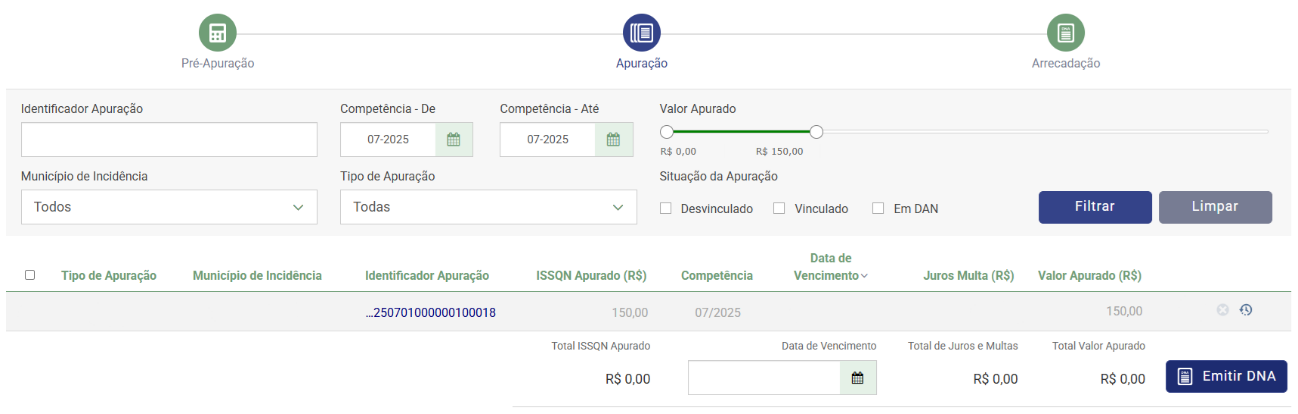 Pré-Apuração
Apuração
Arrecadação
Identificador Apuração
Competência - De
Competência - Até
Valor Apurado
07-2025
07-2025
R$ 0,00
R$ 150,00
Município de Incidência
Tipo de Apuração
Situação da Apuração
Todos
Todas
Desvinculado
Vinculado
Em DAN
Filtrar
Limpar
Tipo de Apuração
Município de Incidência
Identificador Apuração
ISSQN Apurado (R$)
Competência
Data de
Vencimento
Juros Multa (R$)
Valor Apurado (R$)
...250701000000100018
150,00
07/2025
150,00
Total ISSQN Apurado
Data de Vencimento
Total de Juros e Multas
Total Valor Apurado
R$ 0,00
R$ 0,00
R$ 0,00
Emitir DNA